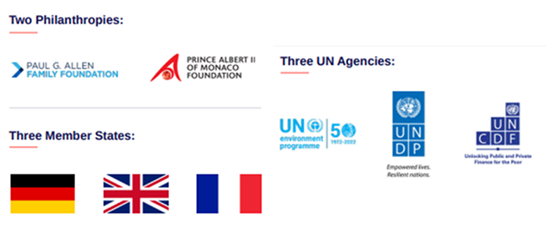 Two Philanthropies:
PAUL G. ALLEN
FAMILY FOUNDATION
PRINCE ALBERT II
OF MONACO
FOUNDATION
Three Member States:
Three UN Agencies:
UN
environment
programme
50
1972-2022
U N
D P
Empowered lives.
Resilient nations.
U N
C D F
Unlocking Public and Private
Finance for the Poor